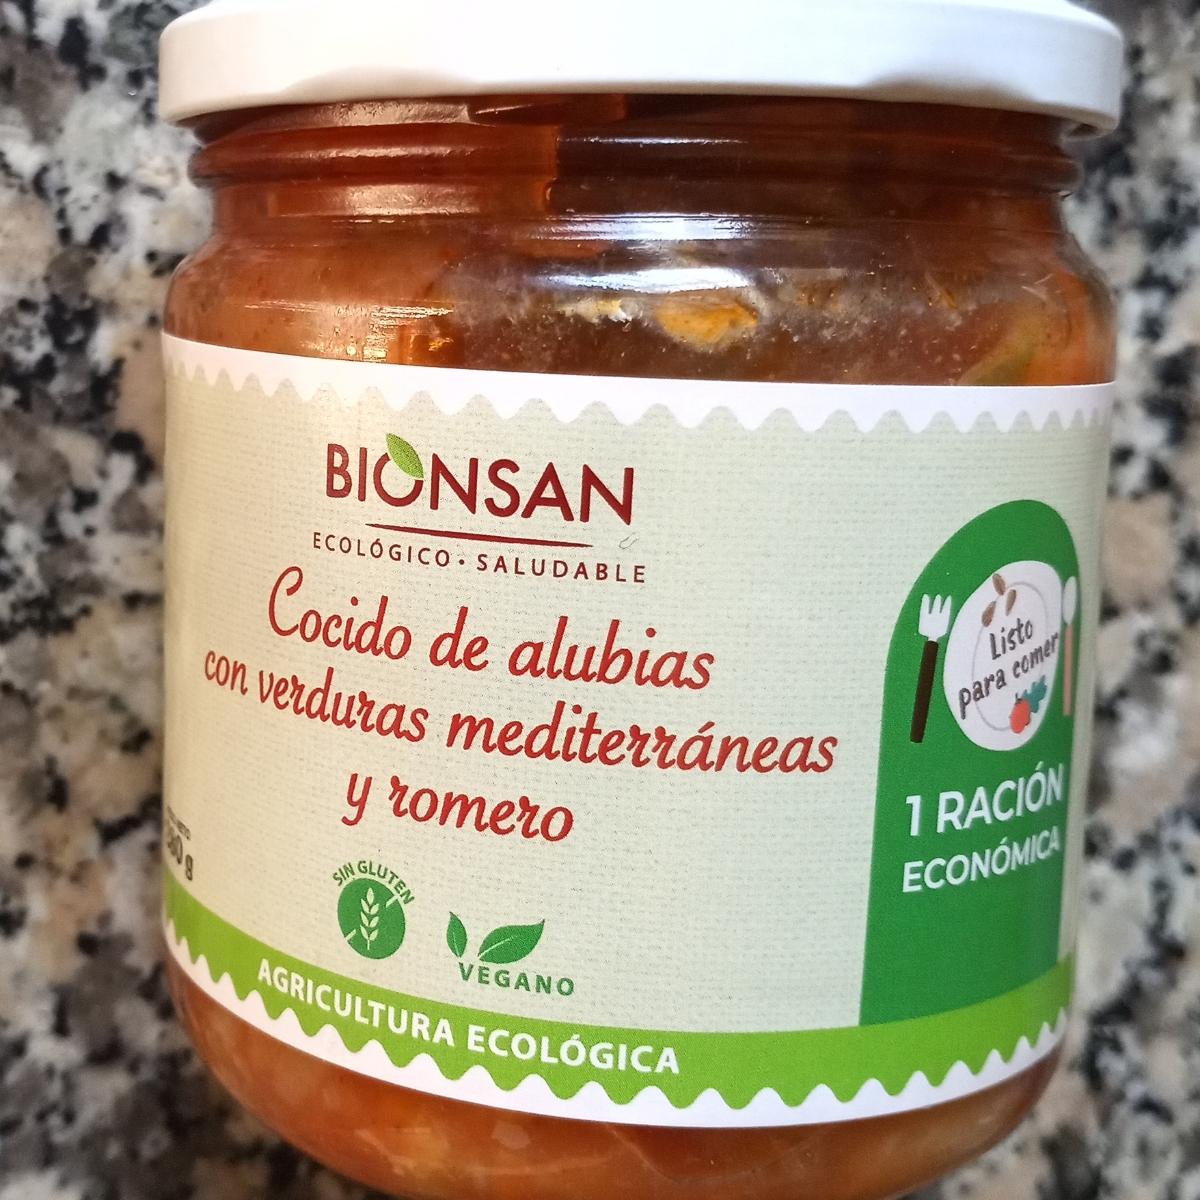 BIONSAN
ECOLÓGICO · SALUDABLE
Cocido de alubias
con verduras mediterráneas
y romero
Listo
para comer
1 RACIÓN
ECONÓMICA
SIN GLUTEN
VEGANO
AGRICULTURA ECOLÓGICA